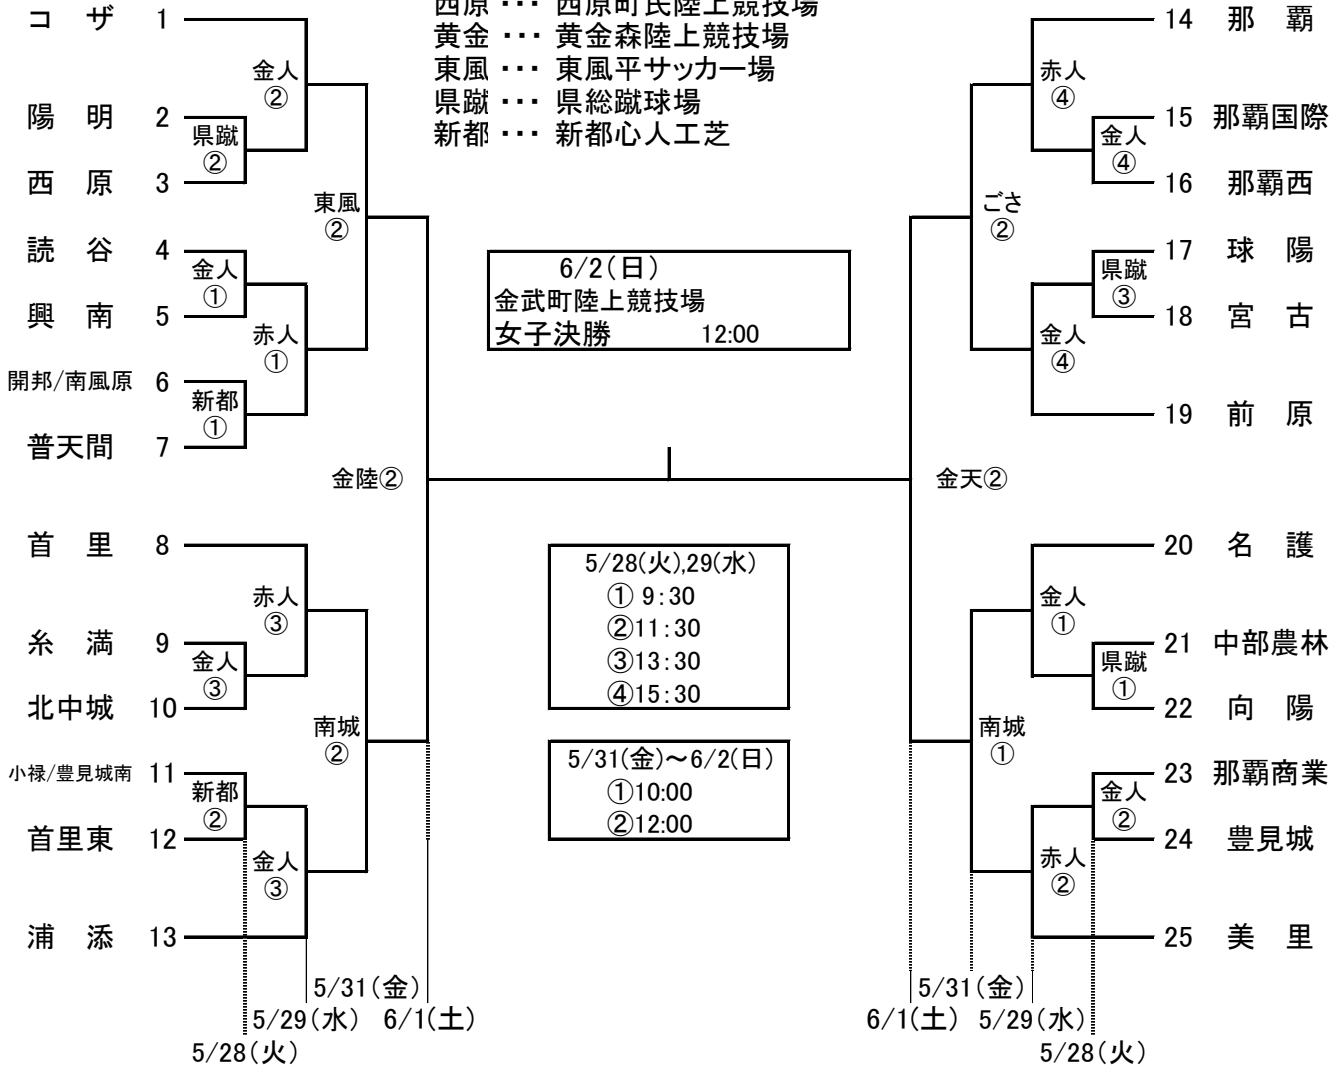 西原 ・・・ 西原町民陸上競技場
黄金 ・・・ 黄金森陸上競技場
東風 ・・・ 東風平サッカー場
県蹴 ・・・ 県総蹴球場
新都 ・・・ 新都心人工芝
コ ザ 1
陽 明 2
西 原 3
読 谷 4
興 南 5
開邦/南風原 6
普天間 7
首 里 8
糸 満 9
北中城 10
小禄/豊見城南 11
首里東 12
浦 添 13
金人
②
県蹴
②
東風
②
金人
①
赤人
①
新都
①
金陸②
赤人
③
金人
③
南城
②
新都
②
金人
③
5/31(金)
5/29(水) 6/1(土)
5/28(火)
6/2(日)
金武町陸上競技場
女子決勝 12:00
5/28(火),29(水)
① 9:30
②11:30
③13:30
④15:30
5/31(金)～6/2(日)
①10:00
②12:00
14 那 覇
15 那覇国際
16 那覇西
17 球 陽
18 宮 古
19 前 原
20 名 護
21 中部農林
22 向 陽
23 那覇商業
24 豊見城
25 美 里
赤人
④
金人
④
ごさ
②
県蹴
③
金人
④
金天②
金人
①
県蹴
①
南城
①
金人
②
赤人
②
5/31(金)
6/1(土) 5/29(水)
5/28(火)